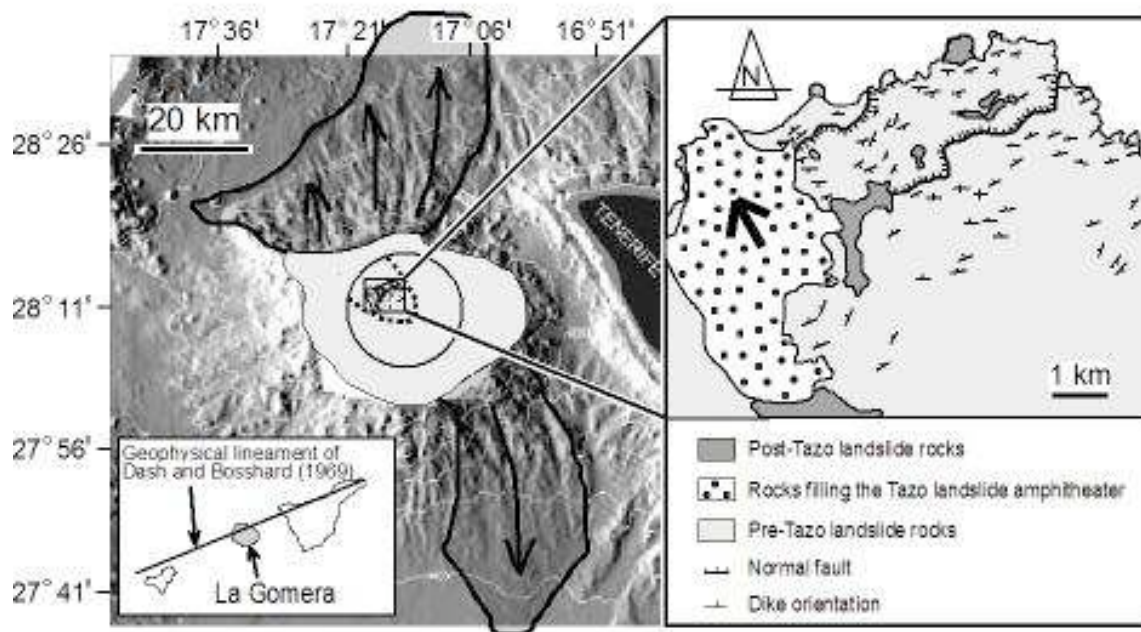 17°36' 17°21' 17°06' 16°51'
20 km
28°26'
28°11'
27°56'
27°41'
TENERIFE
Geophysical lineament of
Dash and Bosshard (1969)
La Gomera
N
1 km
Post-Tazo landslide rocks
Rocks filling the Tazo landslide amphitheater
Pre-Tazo landslide rocks
Normal fault
Dike orientation